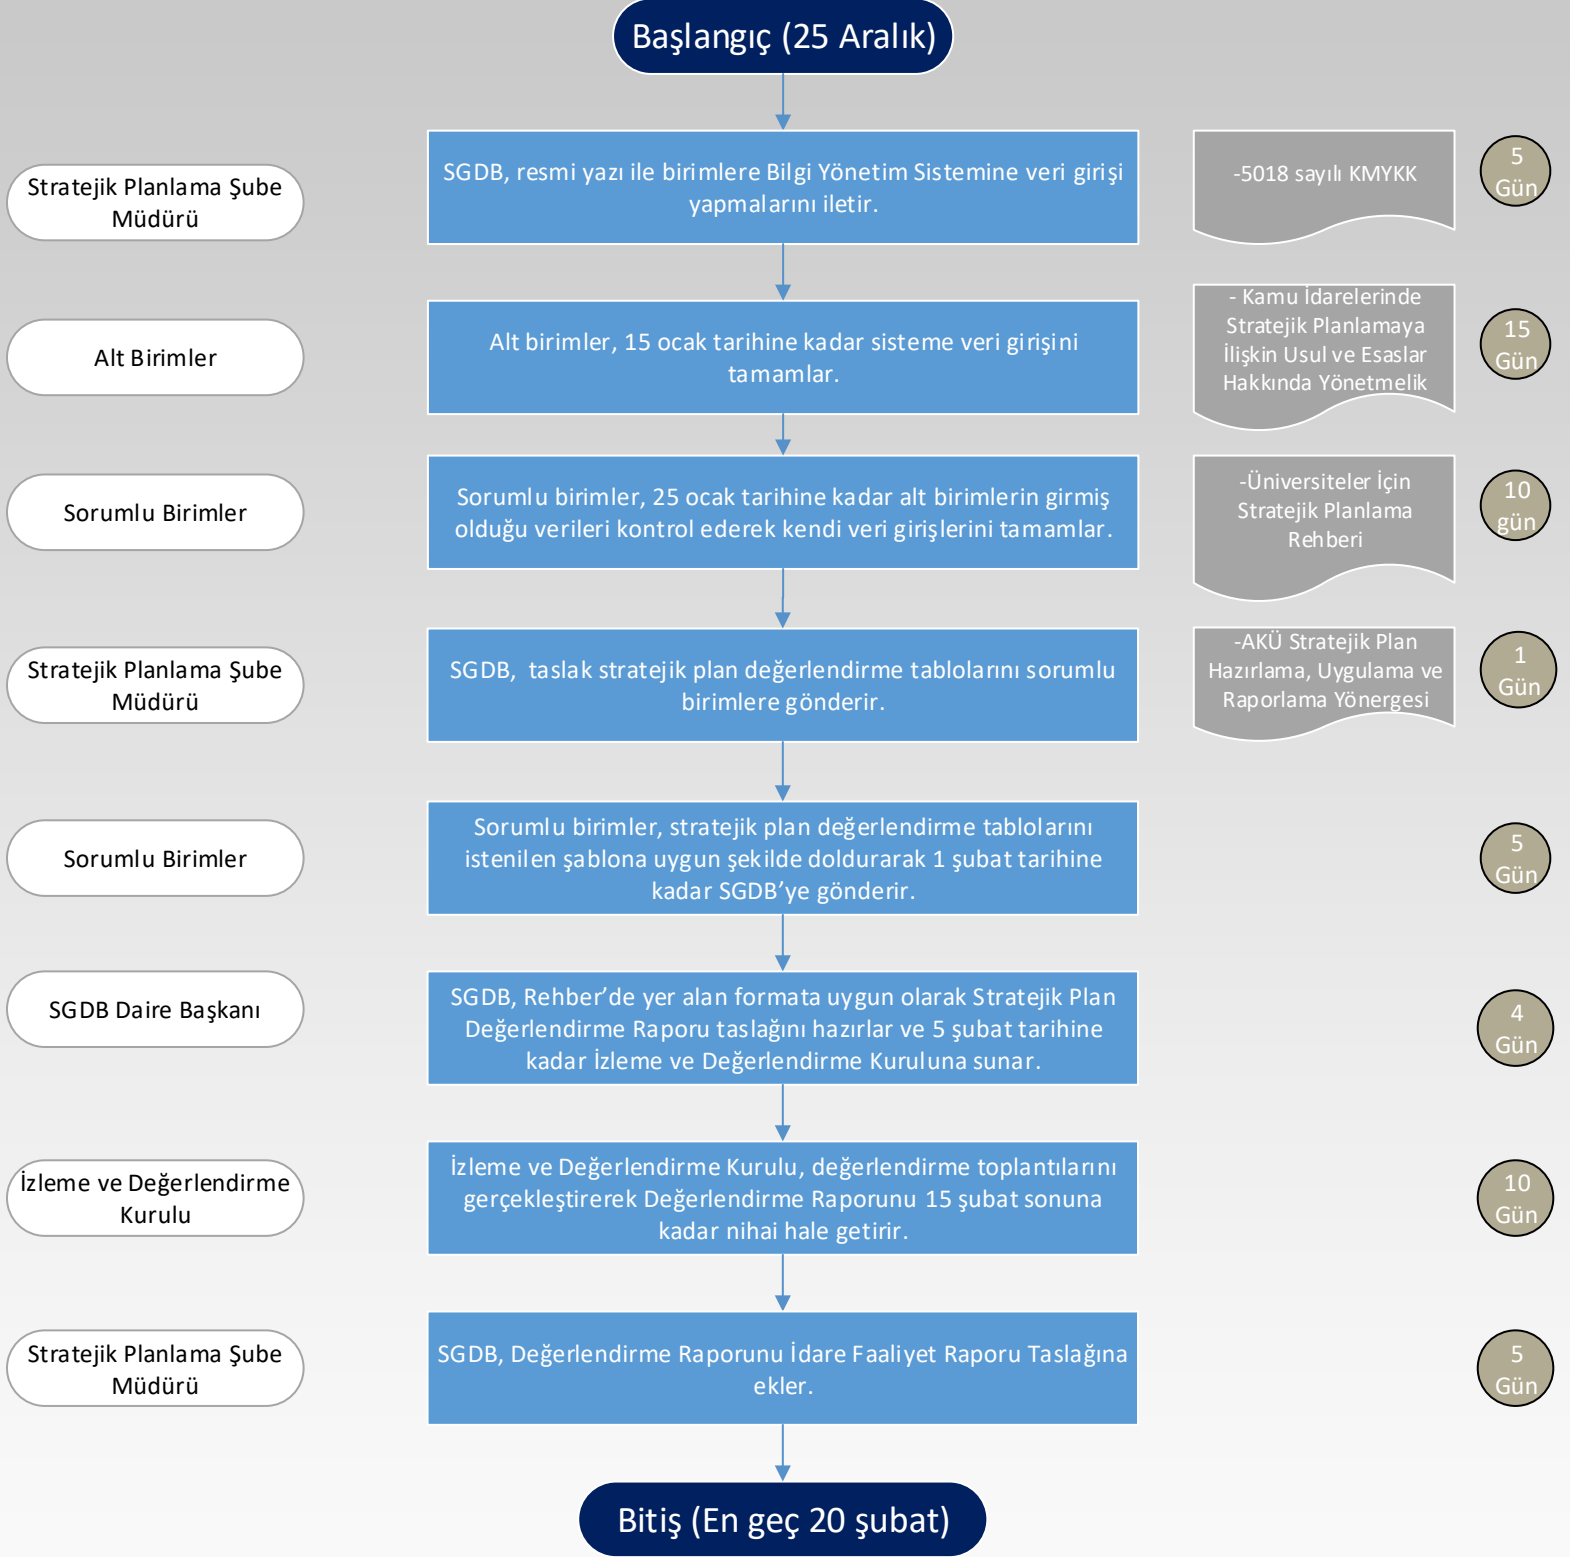 Başlangıç (25 Aralık)
Stratejik Planlama Şube
Müdürü
SGDB, resmi yazı ile birimlere Bilgi Yönetim Sistemine veri girişi
yapmalarını iletir.
-5018 sayılı KMYKK
5
Gün
Alt Birimler
Alt birimler, 15 ocak tarihine kadar sisteme veri girişini
tamamlar.
- Kamu İdarelerinde
Stratejik Planlamaya
İlişkin Usul ve Esaslar
Hakkında Yönetmelik
15
Gün
Sorumlu Birimler
Sorumlu birimler, 25 ocak tarihine kadar alt birimlerin girmiş
olduğu verileri kontrol ederek kendi veri girişlerini tamamlar.
-Üniversiteler İçin
Stratejik Planlama
Rehberi
10
gün
Stratejik Planlama Şube
Müdürü
SGDB, taslak stratejik plan değerlendirme tablolarını sorumlu
birimlere gönderir.
-AKÜ Stratejik Plan
Hazırlama, Uygulama ve
Raporlama Yönergesi
1
Gün
Sorumlu Birimler
Sorumlu birimler, stratejik plan değerlendirme tablolarını
istenilen şablona uygun şekilde doldurarak 1 şubat tarihine
kadar SGDB’ye gönderir.
5
Gün
SGDB Daire Başkanı
SGDB, Rehber’de yer alan formata uygun olarak Stratejik Plan
Değerlendirme Raporu taslağını hazırlar ve 5 şubat tarihine
kadar İzleme ve Değerlendirme Kuruluna sunar.
4
Gün
İzleme ve Değerlendirme
Kurulu
İzleme ve Değerlendirme Kurulu, değerlendirme toplantılarını
gerçekleştirerek Değerlendirme Raporunu 15 şubat sonuna
kadar nihai hale getirir.
10
Gün
Stratejik Planlama Şube
Müdürü
SGDB, Değerlendirme Raporunu İdare Faaliyet Raporu Taslağına
ekler.
5
Gün
Bitiş (En geç 20 şubat)